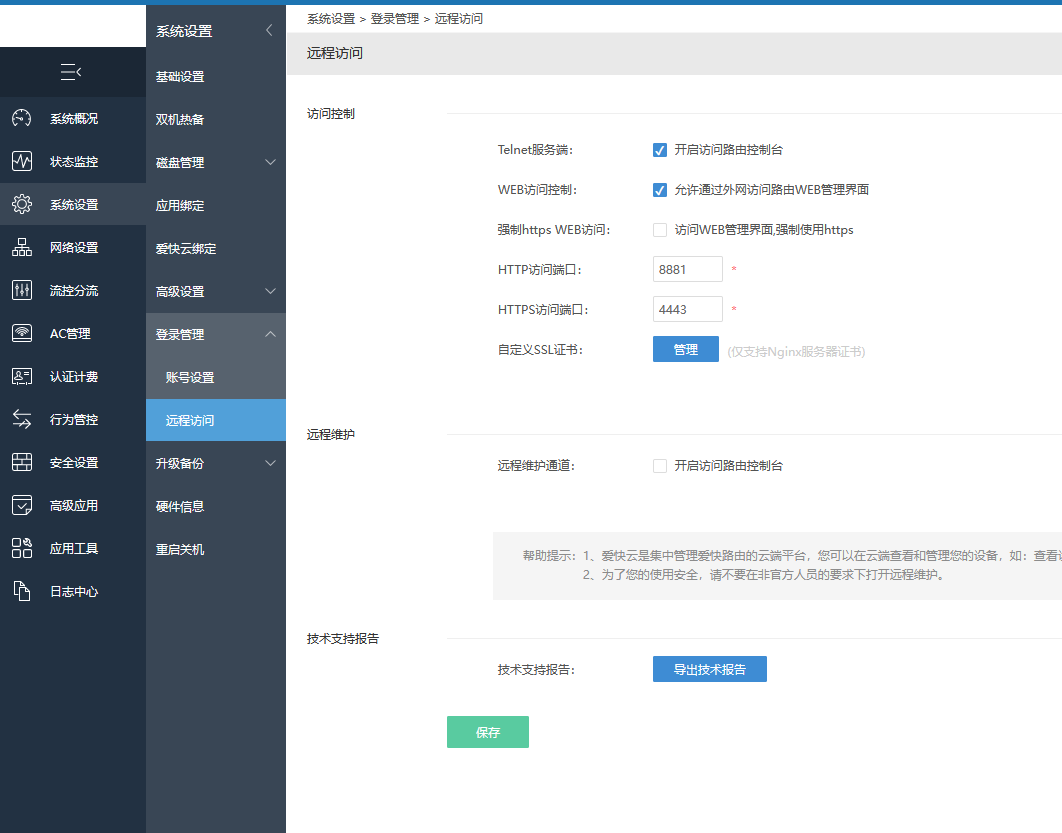 系统概况
状态监控
系统设置
网络设置
流控分流
AC管理
认证计费
行为管控
安全设置
高级应用
应用工具
日志中心
系统设置
基础设置
双机热备
磁盘管理
应用绑定
爱快云绑定
高级设置
登录管理
账号设置
远程访问
升级备份
硬件信息
重启关机
系统设置 > 登录管理 > 远程访问
远程访问
访问控制
Telnet服务端: 开启访问路由控制台
WEB访问控制: 允许通过外网访问路由WEB管理界面
强制https WEB访问: 访问WEB管理界面,强制使用https
HTTP访问端口: 8881 *
HTTPS访问端口: 4443 *
自定义SSL证书: 管理 (仅支持Nginx服务器证书)
远程维护
远程维护通道: 开启访问路由控制台
帮助提示: 1、爱快云是集中管理爱快路由的云端平台，您可以在云端查看和管理您的设备，如：查看
2、为了您的使用安全，请不要在非官方人员的要求下打开远程维护。
技术支持报告
技术支持报告: 导出技术报告
保存